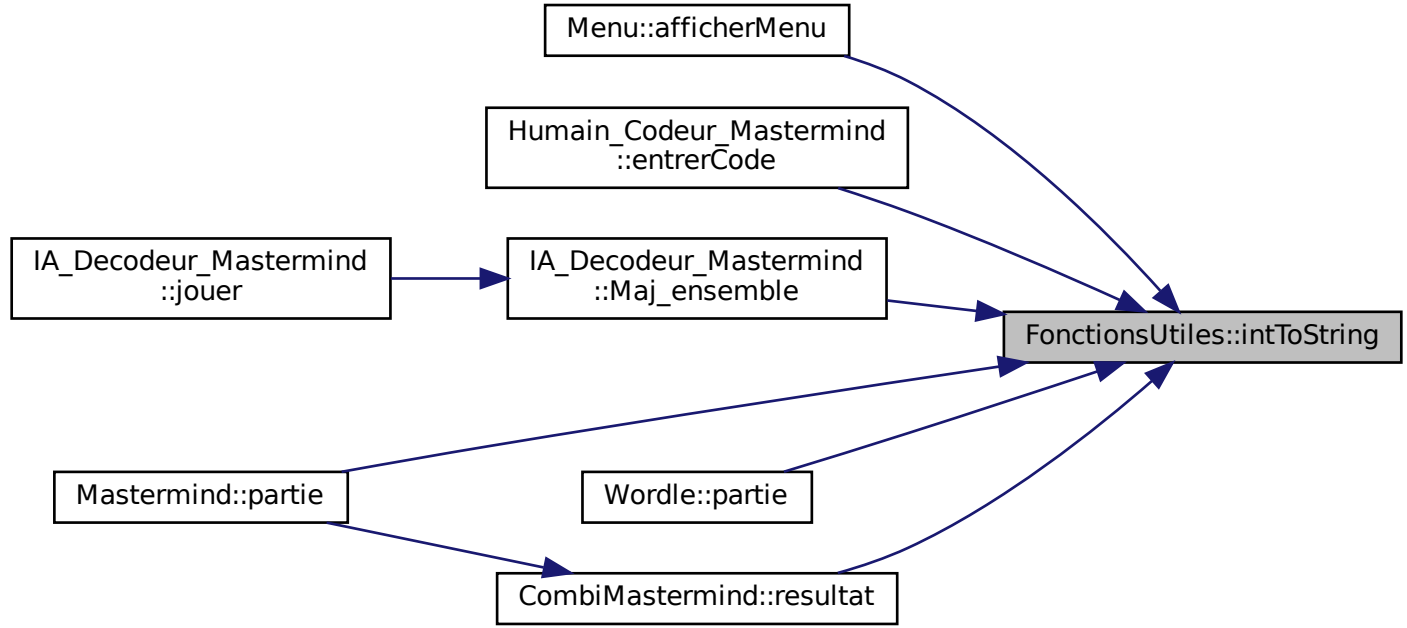 Menu::afficherMenu
Humain_Codeur_Mastermind
::entrerCode
IA_Decodeur_Mastermind
::jouer
IA_Decodeur_Mastermind
::Maj_ensemble
FonctionsUtiles::intToString
Mastermind::partie
Wordle::partie
CombiMastermind::resultat